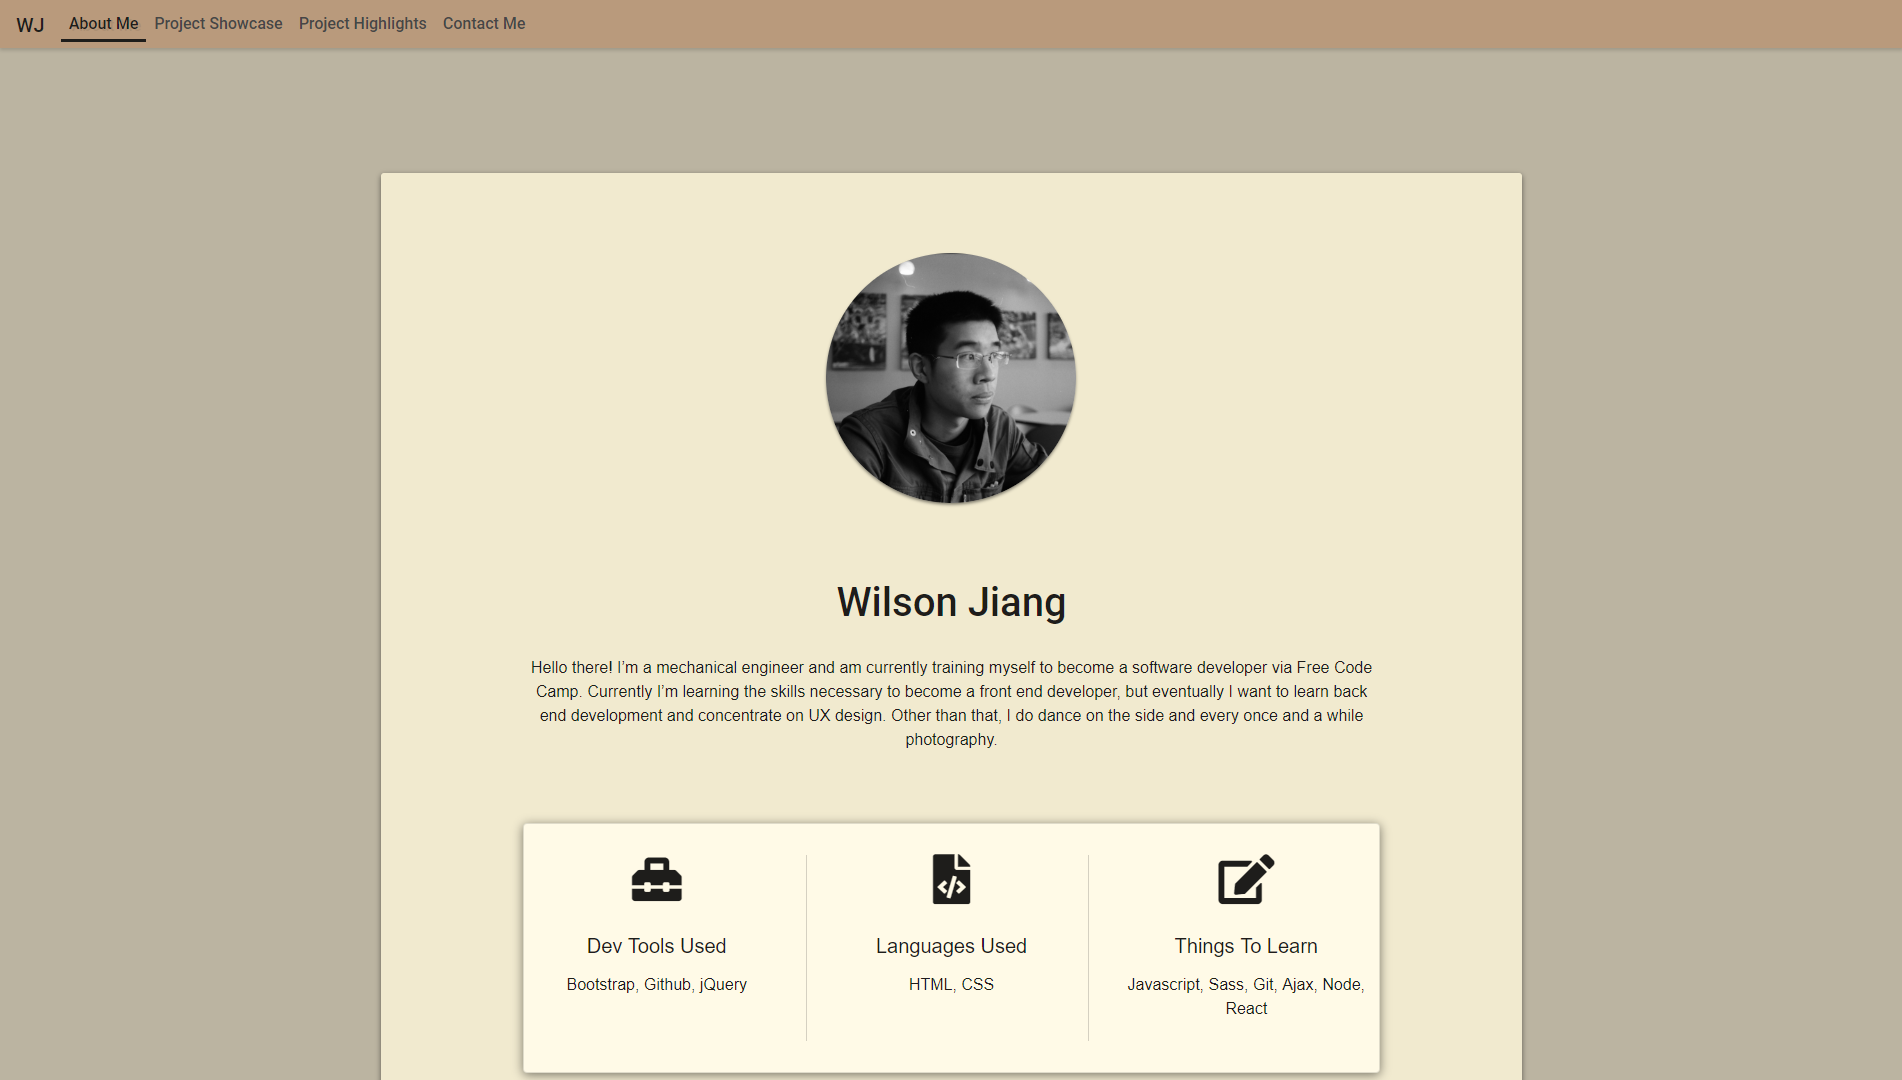 WJ About Me Project Showcase Project Highlights Contact Me
Wilson Jiang
Hello there! I’m a mechanical engineer and am currently training myself to become a software developer via Free Code
Camp. Currently I’m learning the skills necessary to become a front end developer, but eventually I want to learn back
end development and concentrate on UX design. Other than that, I do dance on the side and every once and a while
photography.
Dev Tools Used
Bootstrap, Github, jQuery
Languages Used
HTML, CSS
Things To Learn
Javascript, Sass, Git, Ajax, Node,
React